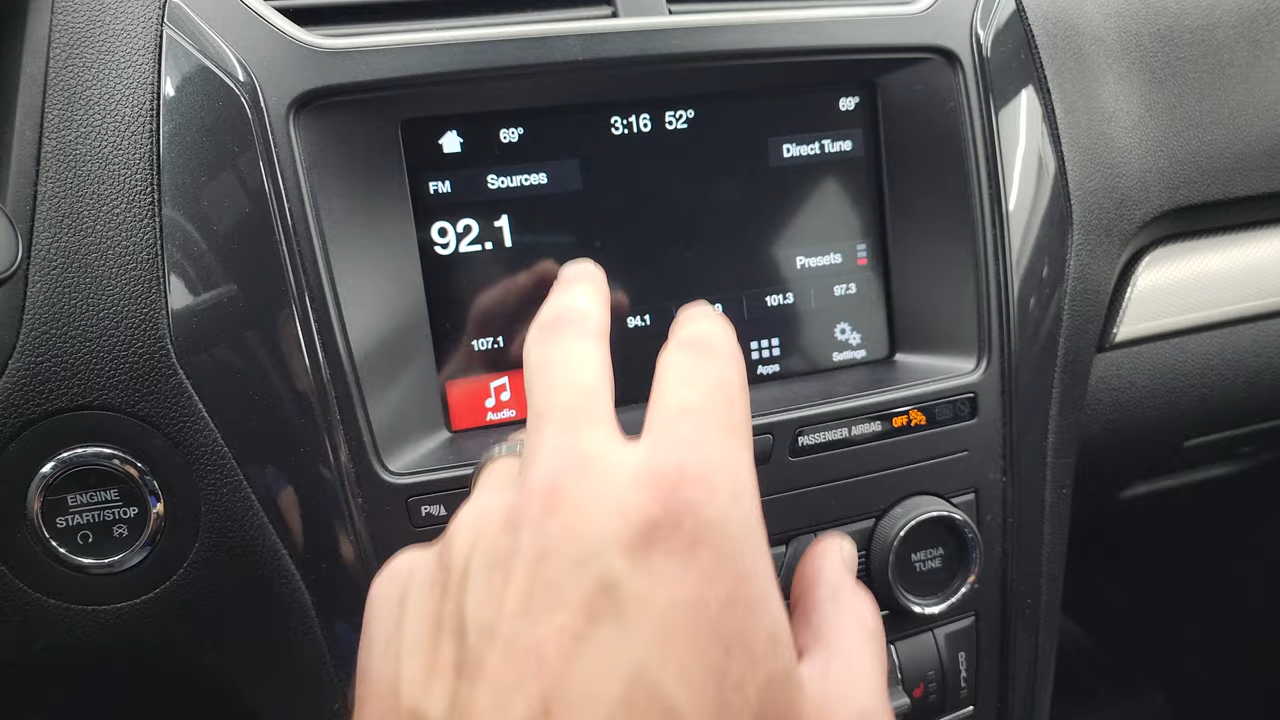 69° 3:16 52° 69°
Direct Tune
FM Sources
92.1
Presets
107.1 94.1 101.3 97.3
Audio Apps Settings
PASSENGER AIRBAG OFF
ENGINE
START/STOP
P
MEDIA
TUNE